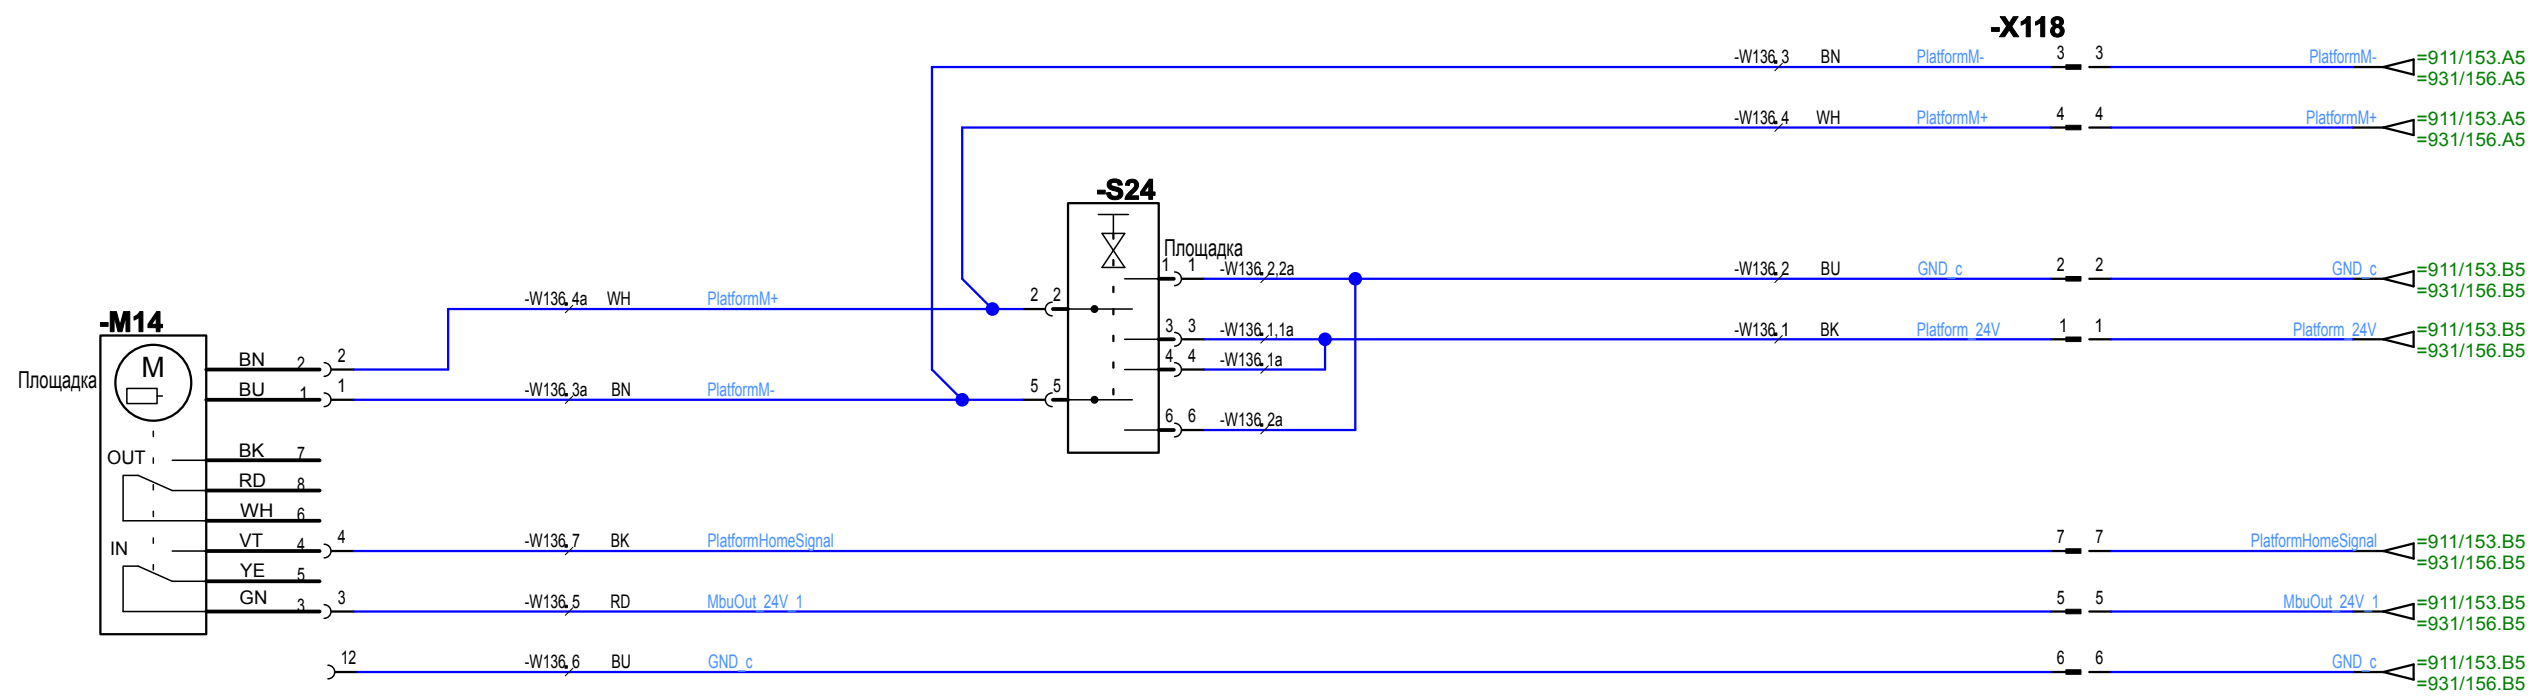 -X118
-W136.3 BN PlatformM- 3 3 PlatformM- =911/153.A5
=931/156.A5
-W136.4 WH PlatformM+ 4 4 PlatformM+ =911/153.A5
=931/156.A5
-S24
Площадка
1 1 -W136.2,2a -W136.2 BU GND_c 2 2 GND_c =911/153.B5
=931/156.B5
-W136.4a WH PlatformM+ 2 2
-M14
3 3 -W136.1,1a -W136.1 BK Platform_24V 1 1 Platform_24V =911/153.B5
=931/156.B5
4 4 -W136.1a
Площадка
M
BN 2 2
BU 1 1 -W136.3a BN PlatformM- 5 5
6 6 -W136.2a
OUT
BK 7
RD 8
WH 6
IN
VT 4 4 -W136.7 BK PlatformHomeSignal 7 7 PlatformHomeSignal =911/153.B5
=931/156.B5
YE 5
GN 3 3 -W136.5 RD MbuOut_24V_1 5 5 MbuOut_24V_1 =911/153.B5
=931/156.B5
12 -W136.6 BU GND_c 6 6 GND_c =911/153.B5
=931/156.B5